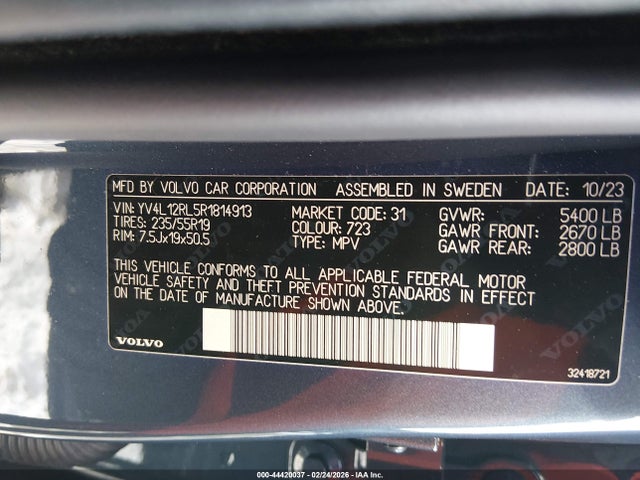 MFD BY VOLVO CAR CORPORATION ASSEMBLED IN SWEDEN DATE: 10/23
VIN: YV4L12RL5R1814913 MARKET CODE: 31 GVWR: 5400 LB
TIRES: 235/55R19 COLOUR: 723 GAWR FRONT: 2670 LB
RIM: 7.5Jx19x50.5 TYPE: MPV GAWR REAR: 2800 LB
THIS VEHICLE CONFORMS TO ALL APPLICABLE FEDERAL MOTOR
VEHICLE SAFETY AND THEFT PREVENTION STANDARDS IN EFFECT
ON THE DATE OF MANUFACTURE SHOWN ABOVE.
VOLVO
32418721
000-44420037 - 02/24/2026 - IAA Inc.